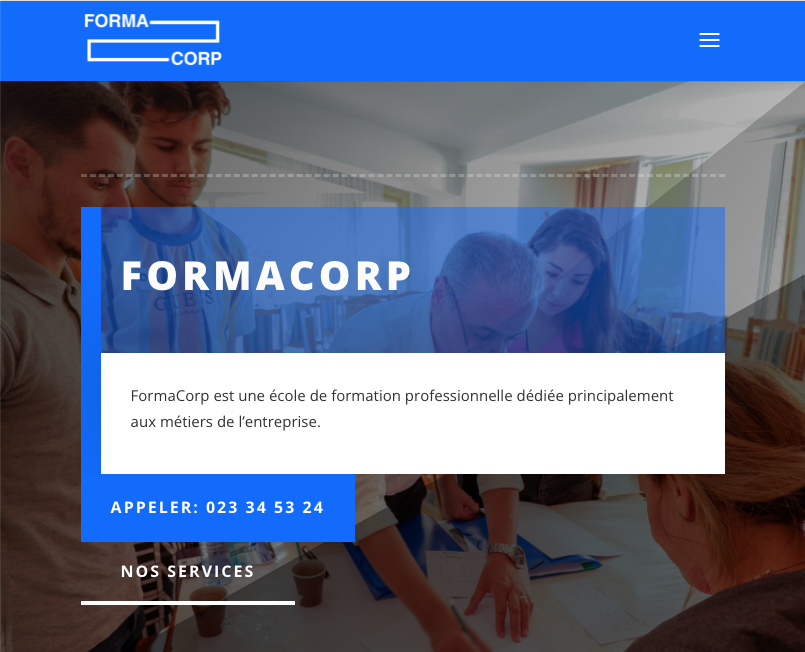 FORMA
CORP
FORMACORP
FormaCorp est une école de formation professionnelle dédiée principalement
aux métiers de l’entreprise.
APPELER: 023 34 53 24
NOS SERVICES